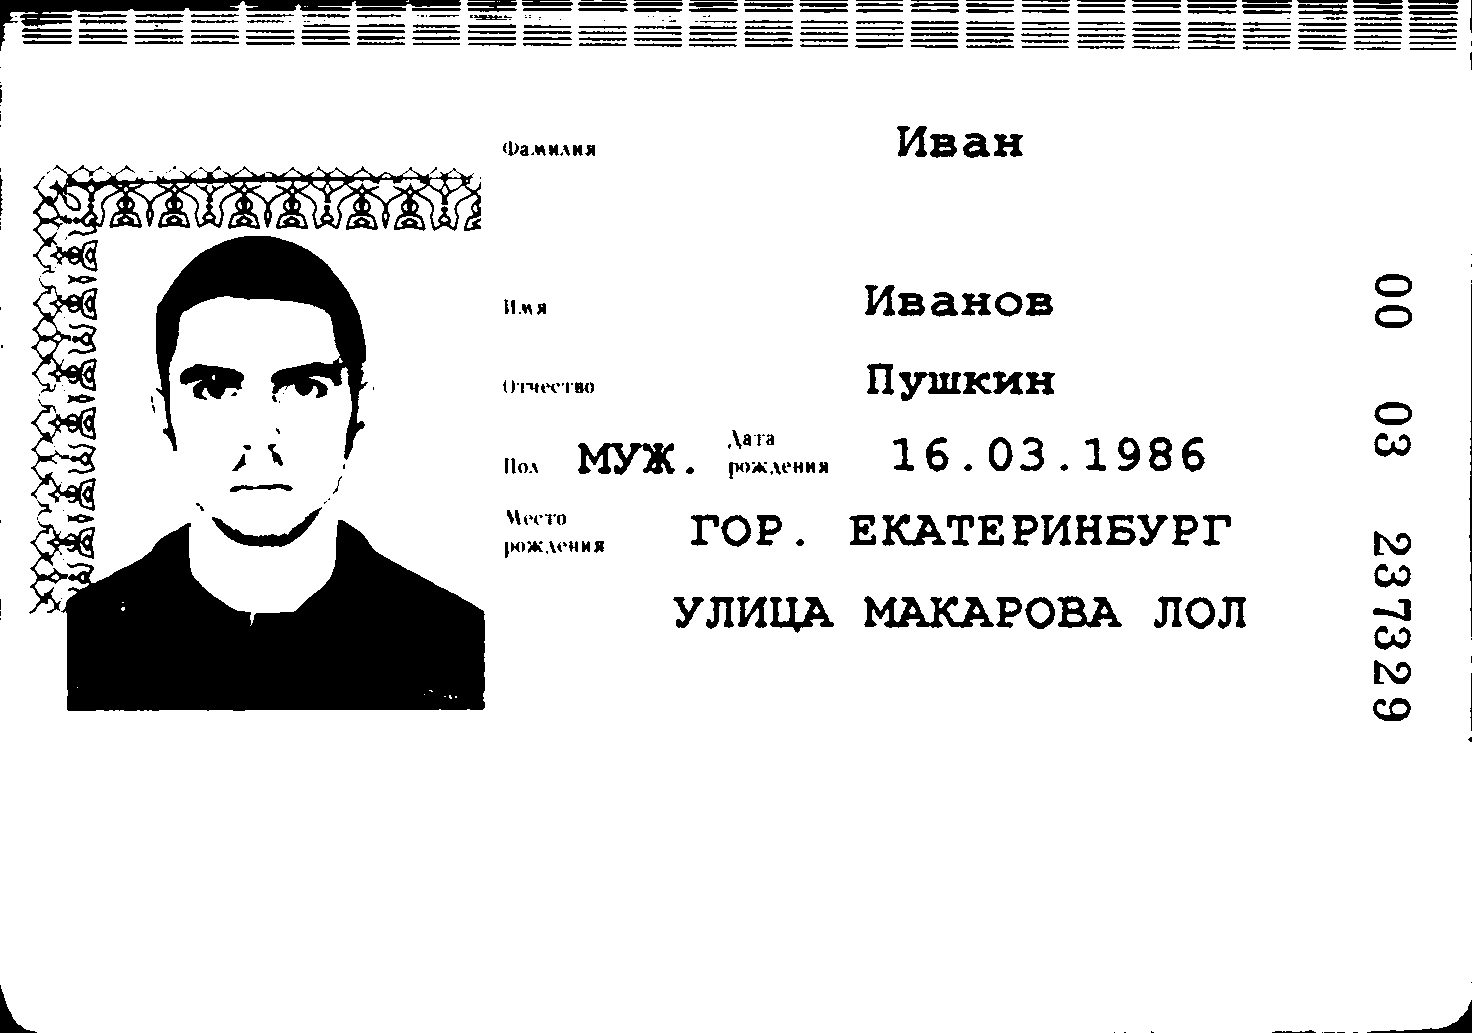 Фамилия Иван
Имя Иванов
Отчество Пушкин
Пол МУЖ. Дата рождения 16.03.1986
Место рождения ГОР. ЕКАТЕРИНБУРГ
УЛИЦА МАКАРОВА ЛОЛ
00 03 237329